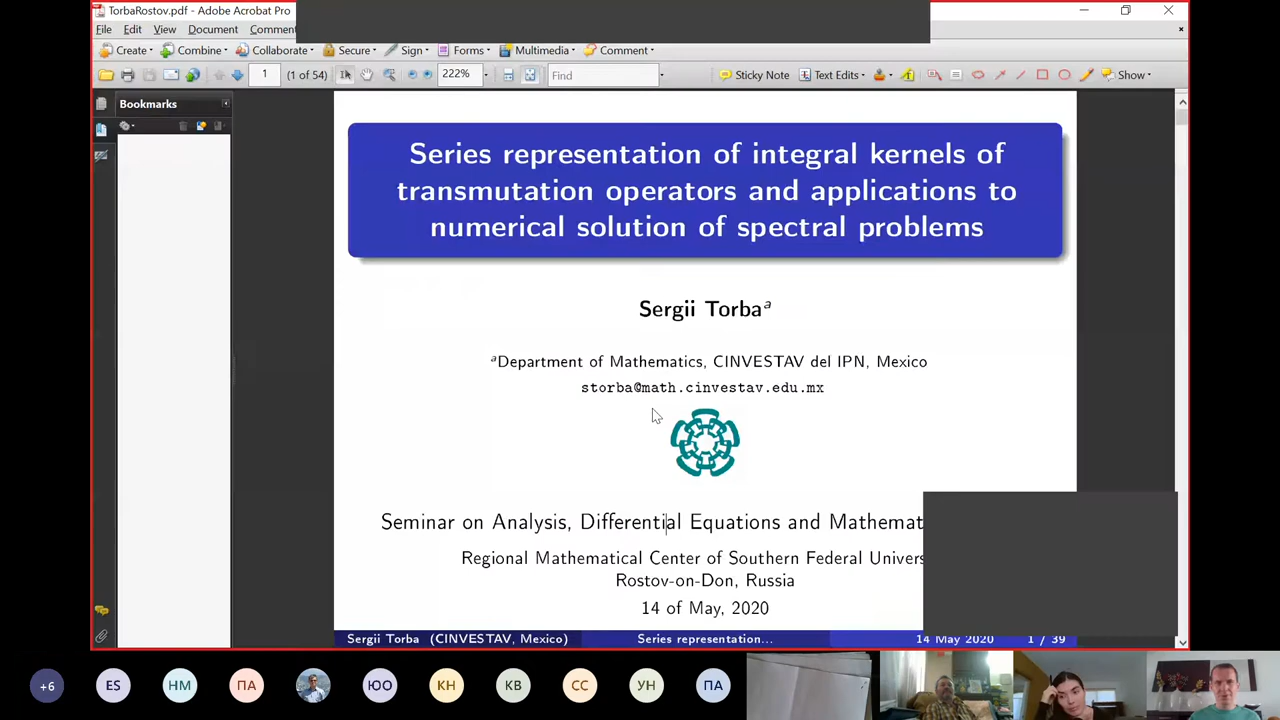 TorbaRostov.pdf - Adobe Acrobat Pro
File Edit View Document Comment
Create Combine Collaborate Secure Sign Forms Multimedia Comment
1 (1 of 54) 222% Find Sticky Note Text Edits Show
Bookmarks
Series representation of integral kernels of
transmutation operators and applications to
numerical solution of spectral problems
Sergii Torbaᵃ
ᵃDepartment of Mathematics, CINVESTAV del IPN, Mexico
storba@math.cinvestav.edu.mx
Seminar on Analysis, Differential Equations and Mathemat
Regional Mathematical Center of Southern Federal Univers
Rostov-on-Don, Russia
14 of May, 2020
Sergii Torba (CINVESTAV, Mexico) Series representation... 14 May 2020 1 / 39
+6 ES НМ ПА ЮО КН КВ СС УН ПА